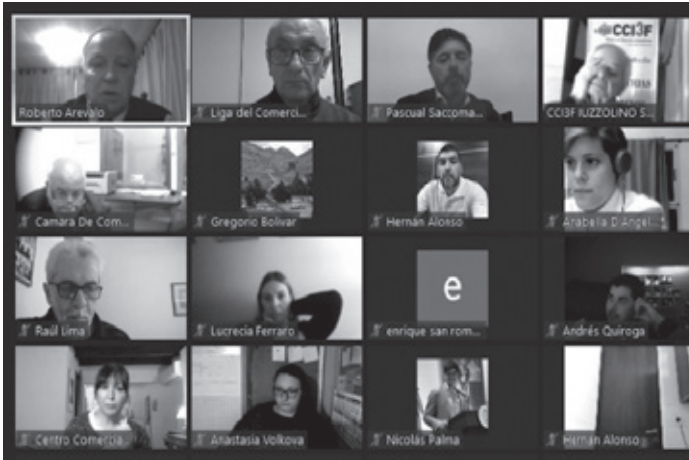 Roberto Arevalo
Liga del Comerci...
Pascual Saccoma...
CCI3F
CCI3F IUZZOLINO S...
Camara De Com...
Gregorio Bolivar
Hernán Alonso
Arabella D'Angel...
Raúl Lima
Lucrecia Ferraro
e
enrique san rom...
Andrés Quiroga
Centro Comercia...
Anastasia Volkova
Nicolás Palma
Hernán Alonso